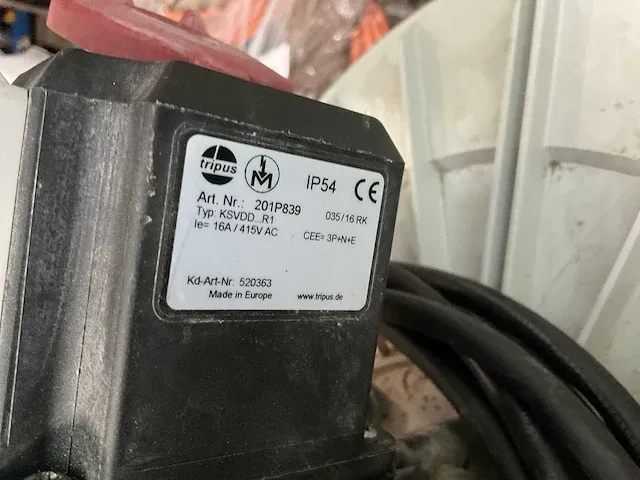 tripus
M
IP54 CE
Art. Nr.: 201P839 035/16 RK
Typ: KSVDD...R1
Ie= 16A / 415V AC CEE= 3P+N+E
Kd-Art-Nr: 520363
Made in Europe www.tripus.de